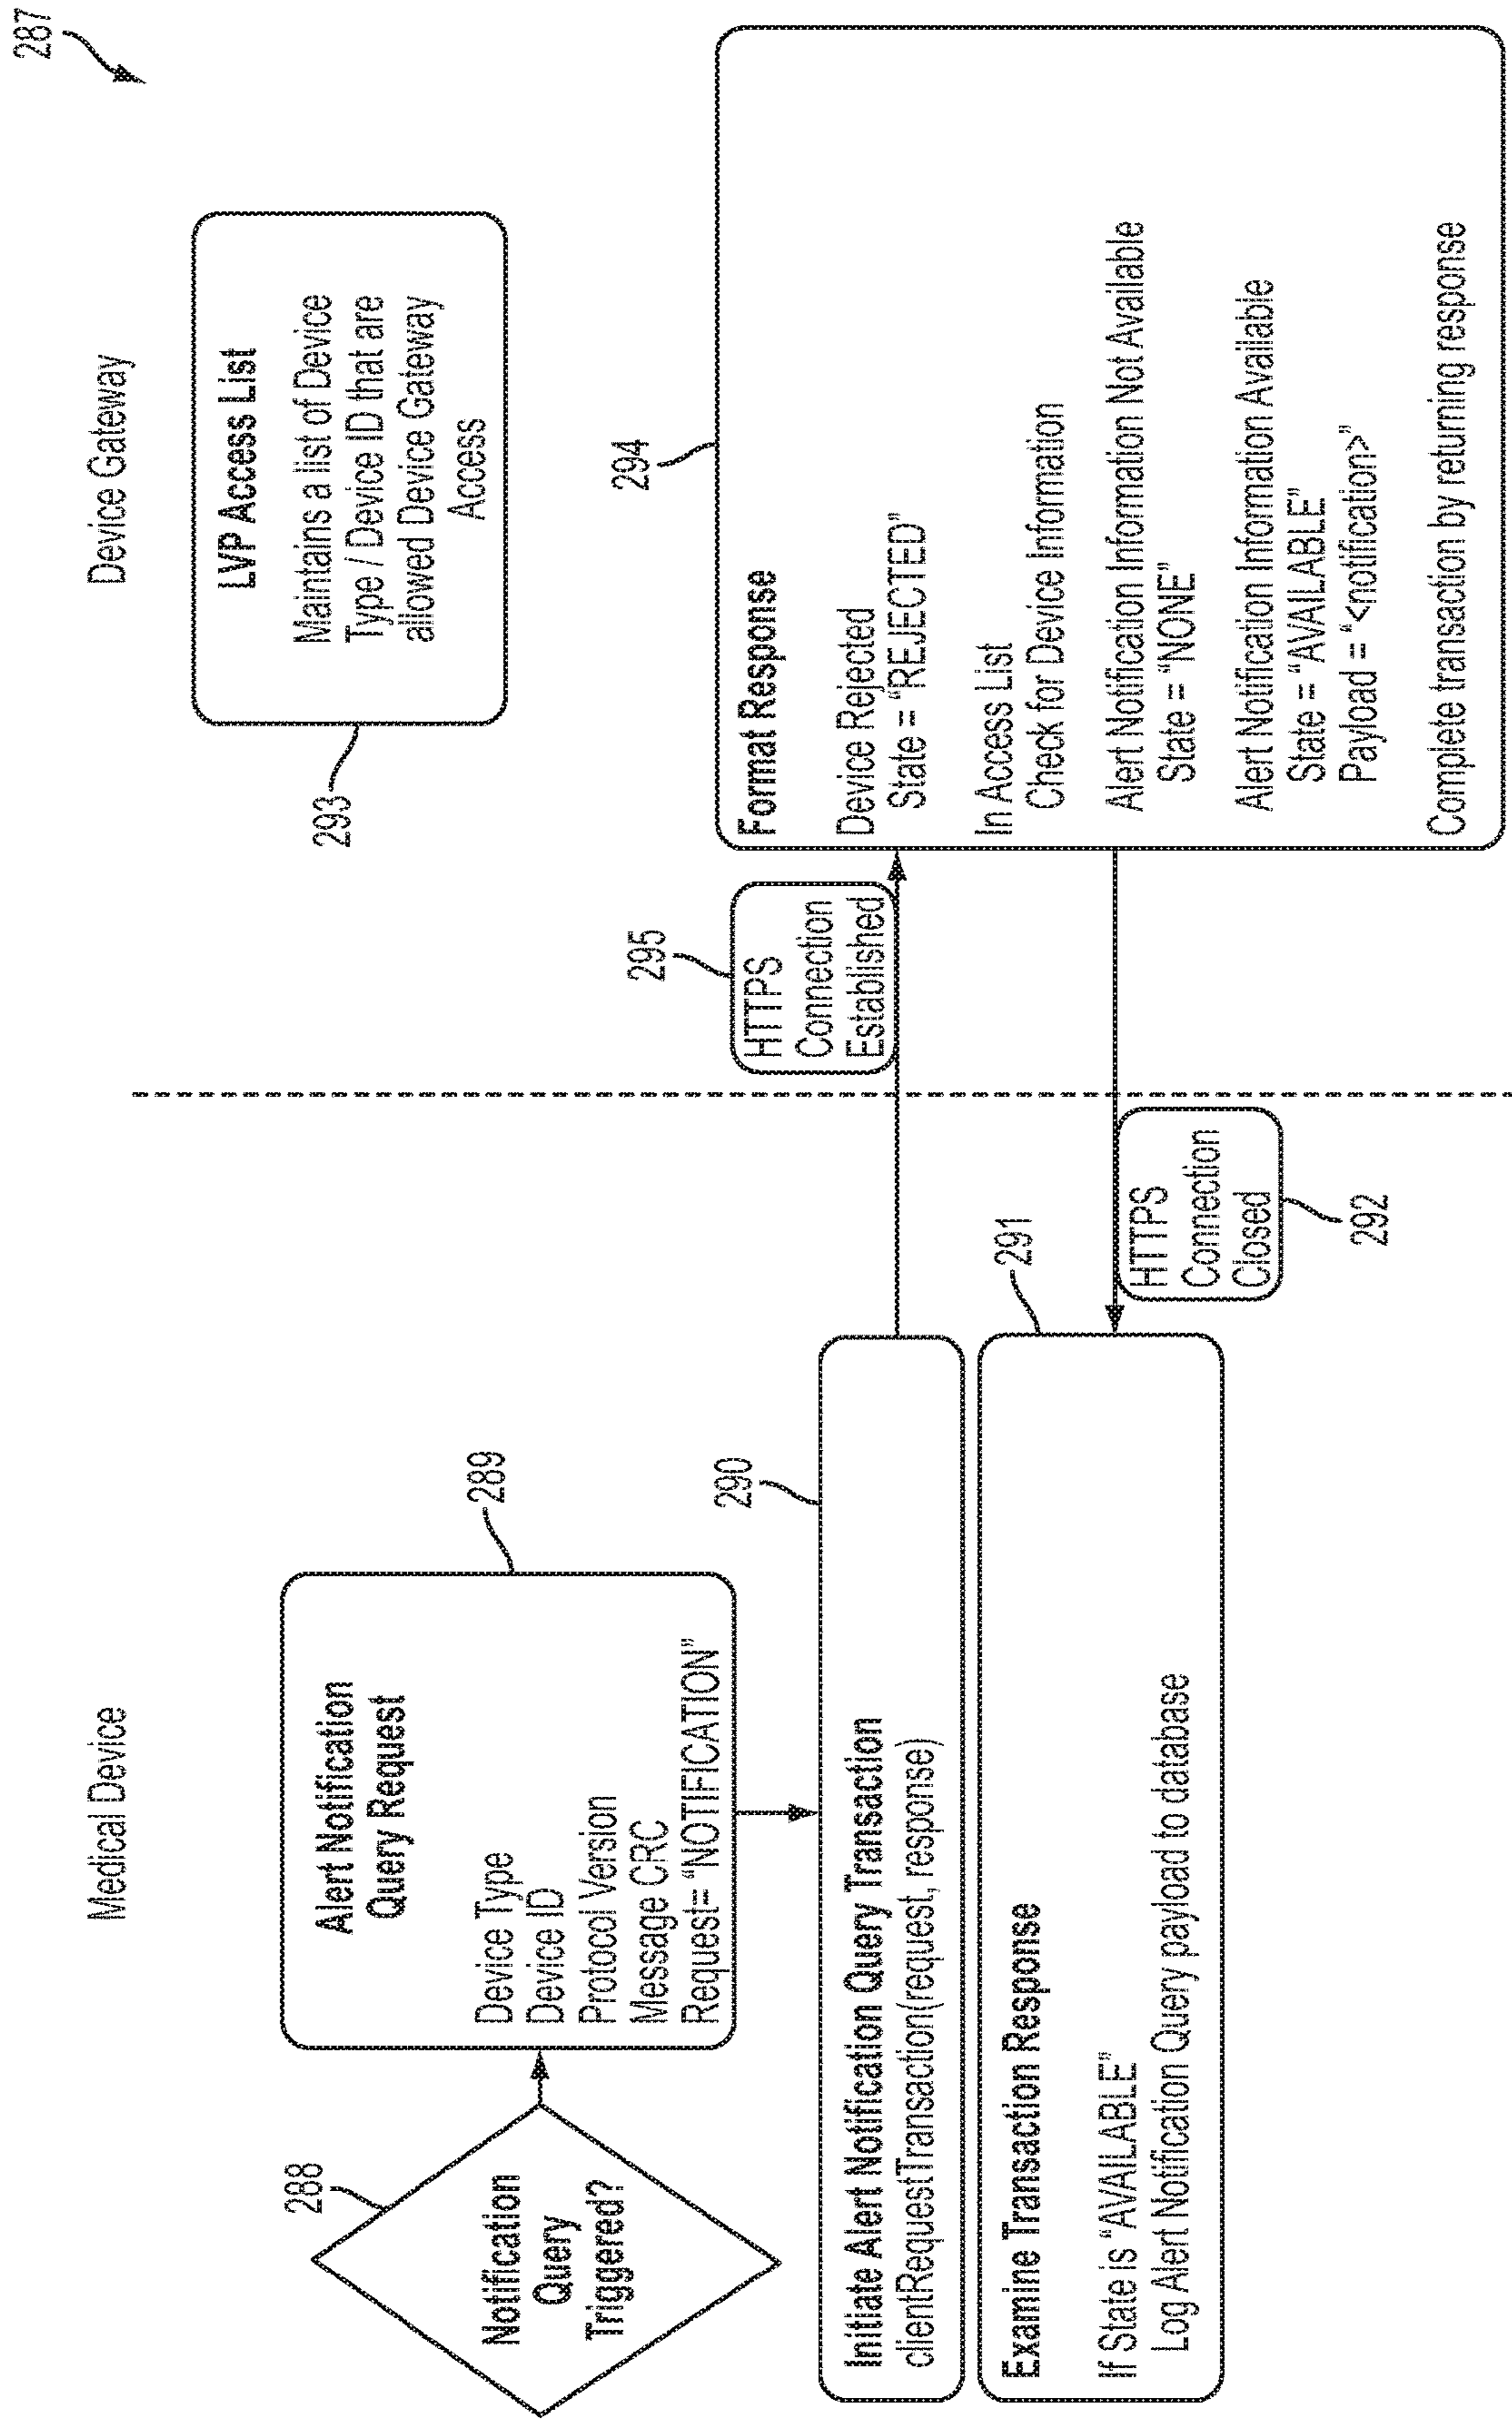 287
Medical Device
Device Gateway
288
Notification
Query
Triggered?
289
Alert Notification
Query Request
Device Type
Device ID
Protocol Version
Message CRC
Request= “NOTIFICATION”
290
Initiate Alert Notification Query Transaction
clientRequestTransaction(request, response)
291
Examine Transaction Response
If State is “AVAILABLE”
Log Alert Notification Query payload to database
295
HTTPS
Connection
Established
HTTPS
Connection
Closed
292
293
LVP Access List
Maintains a list of Device
Type / Device ID that are
allowed Device Gateway
Access
294
Format Response
Device Rejected
State = “REJECTED”
In Access List
Check for Device Information
Alert Notification Information Not Available
State = “NONE”
Alert Notification Information Available
State = “AVAILABLE”
Payload = “<notification>”
Complete transaction by returning response